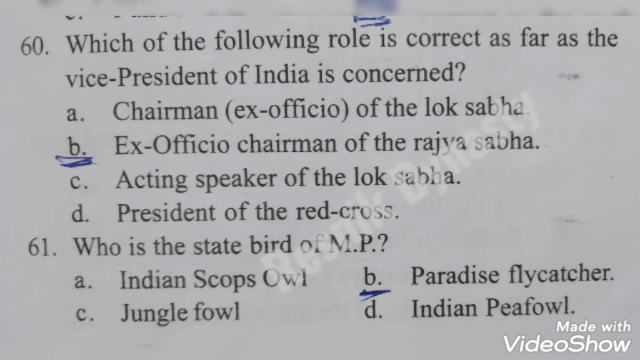 60. Which of the following role is correct as far as the
vice-President of India is concerned?
a. Chairman (ex-officio) of the lok sabha.
b. Ex-Officio chairman of the rajya sabha.
c. Acting speaker of the lok sabha.
d. President of the red-cross.
61. Who is the state bird of M.P.?
a. Indian Scops Owl b. Paradise flycatcher.
c. Jungle fowl d. Indian Peafowl.
Made with
VideoShow